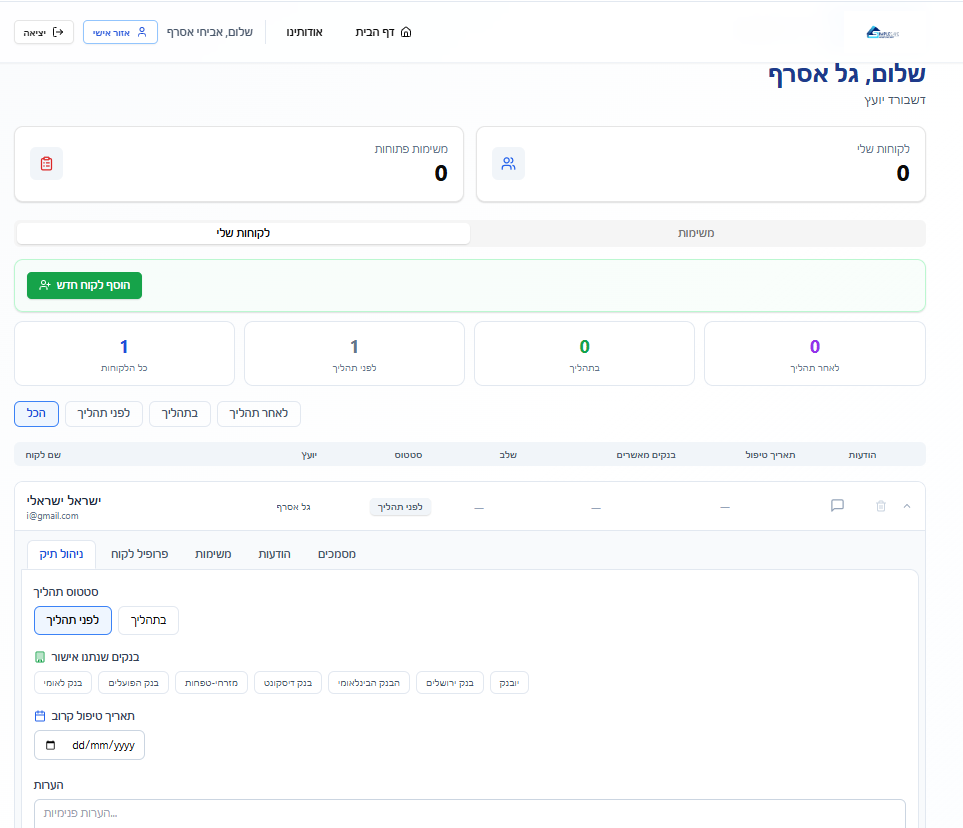 דף הבית
אודותינו
שלום, אביחי אסרף
אזור אישי
יציאה
שלום, גל אסרף
דשבורד יועץ
לקוחות שלי
0
משימות פתוחות
0
משימות
לקוחות שלי
הוסף לקוח חדש
0
לאחר תהליך
0
בתהליך
1
לפני תהליך
1
כל הלקוחות
הכל
לפני תהליך
בתהליך
לאחר תהליך
שם לקוח
יועץ
סטטוס
שלב
בנקים מאשרים
תאריך טיפול
הודעות
ישראל ישראלי
i@gmail.com
גל אסרף
לפני תהליך
—
—
—
ניהול תיק
פרופיל לקוח
משימות
הודעות
מסמכים
סטטוס תהליך
לפני תהליך
בתהליך
בנקים שנתנו אישור
בנק לאומי
בנק הפועלים
מזרחי-טפחות
בנק דיסקונט
הבנק הבינלאומי
בנק ירושלים
יובנק
תאריך טיפול קרוב
dd/mm/yyyy
הערות
הערות פנימיות...